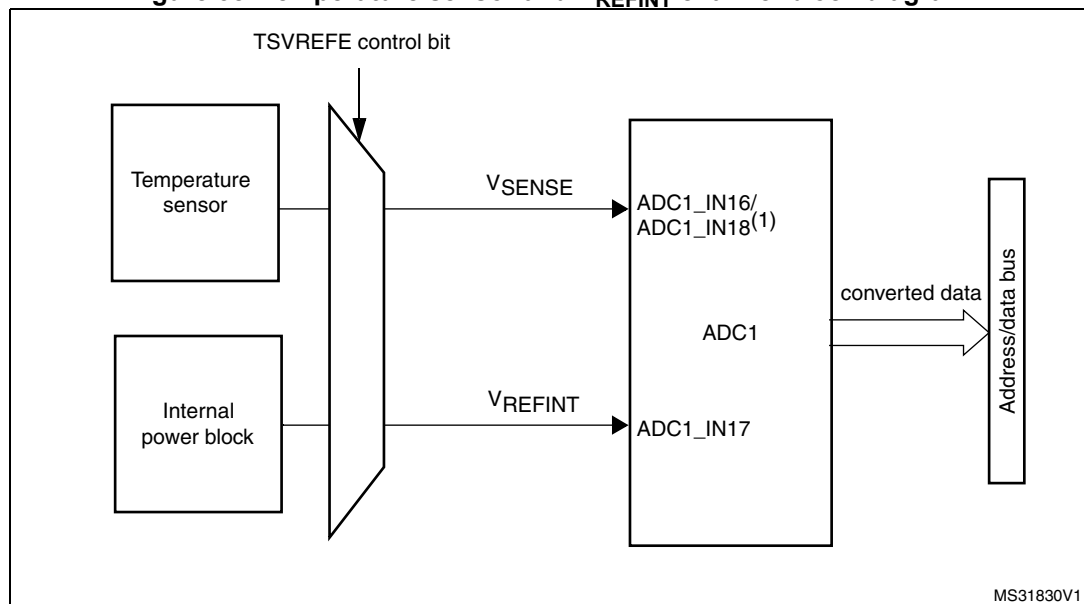 REFINT
TSVREFE control bit
Temperature
sensor
VSENSE
ADC1_IN16/
ADC1_IN18(1)
converted data
Address/data bus
ADC1
Internal
power block
VREFINT
ADC1_IN17
MS31830V1